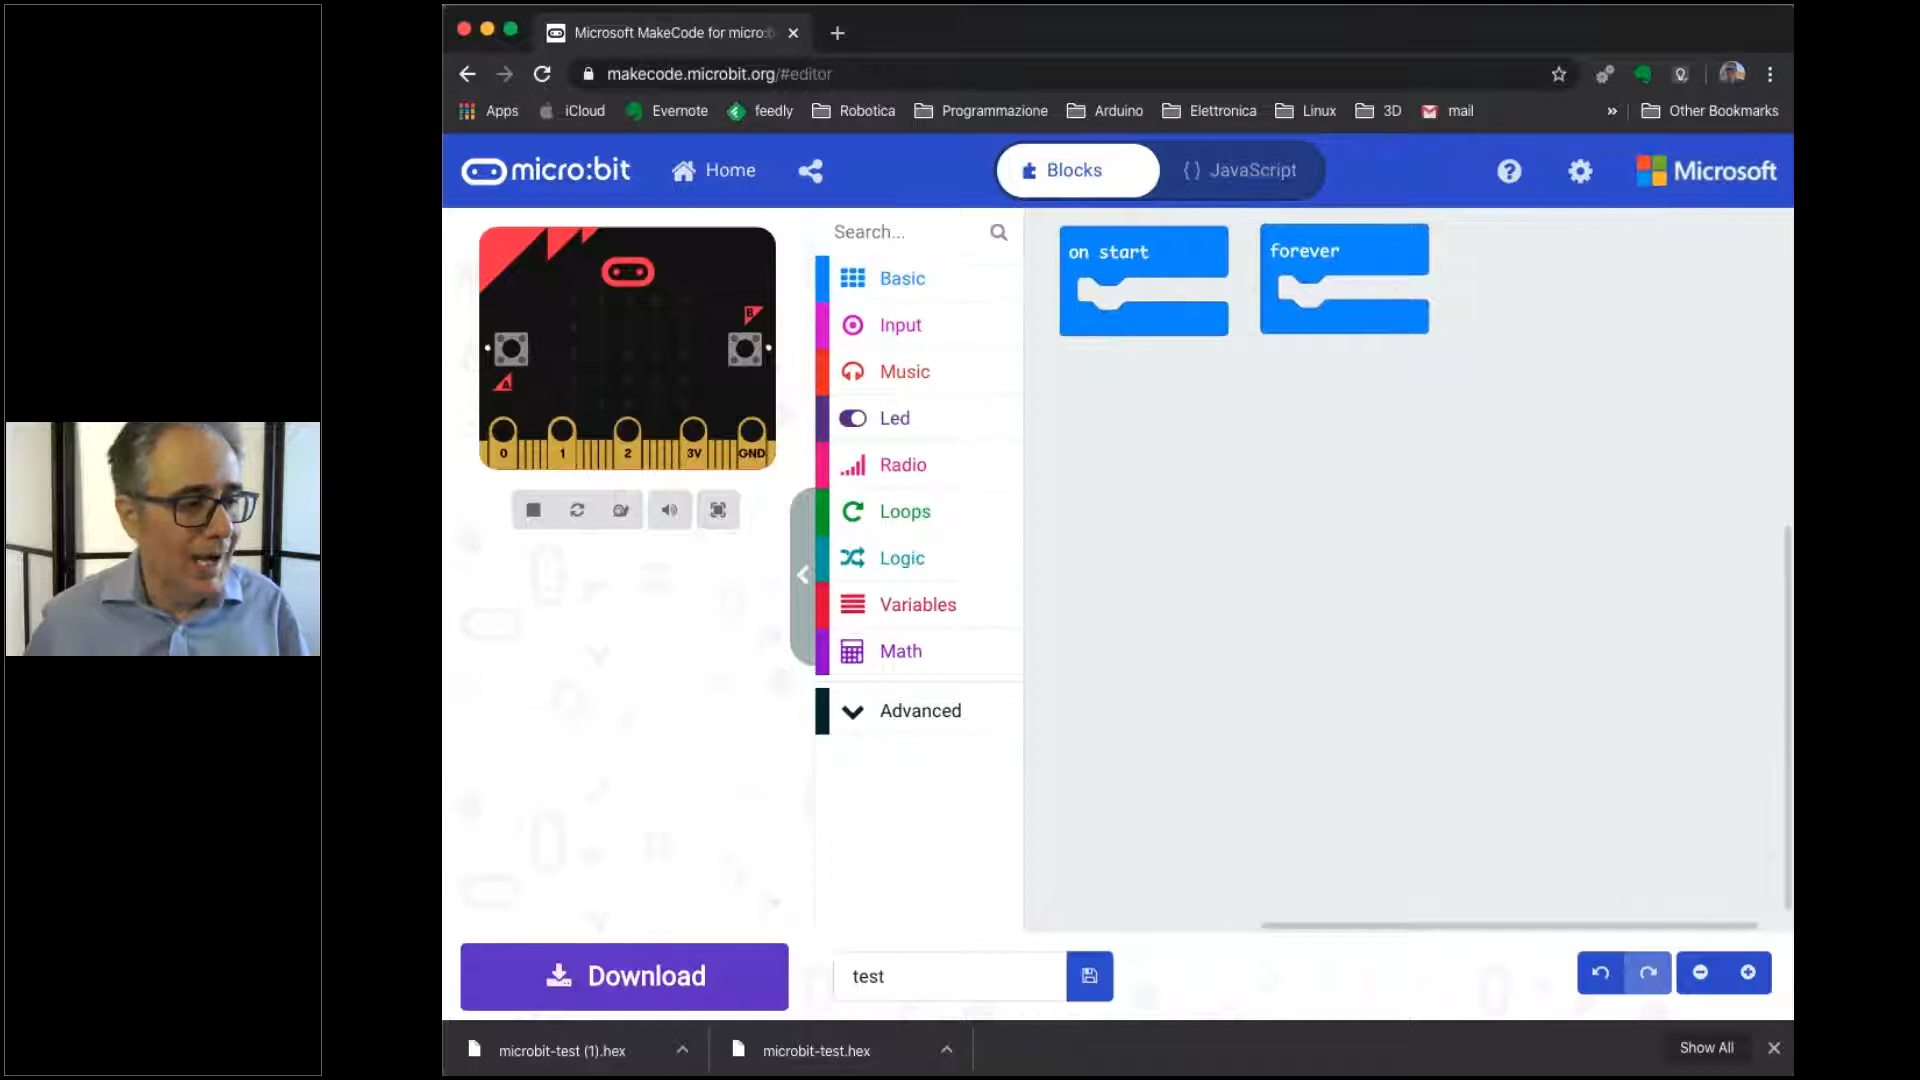 Microsoft MakeCode for micro:b
makecode.microbit.org/#editor
Apps iCloud Evernote feedly Robotica Programmazione Arduino Elettronica Linux 3D mail » Other Bookmarks
micro:bit Home Blocks {} JavaScript ? Microsoft
Search...
on start
forever
Basic
Input
Music
Led
Radio
Loops
Logic
Variables
Math
Advanced
B
A
0 1 2 3V GND
Download
test
microbit-test (1).hex
microbit-test.hex
Show All